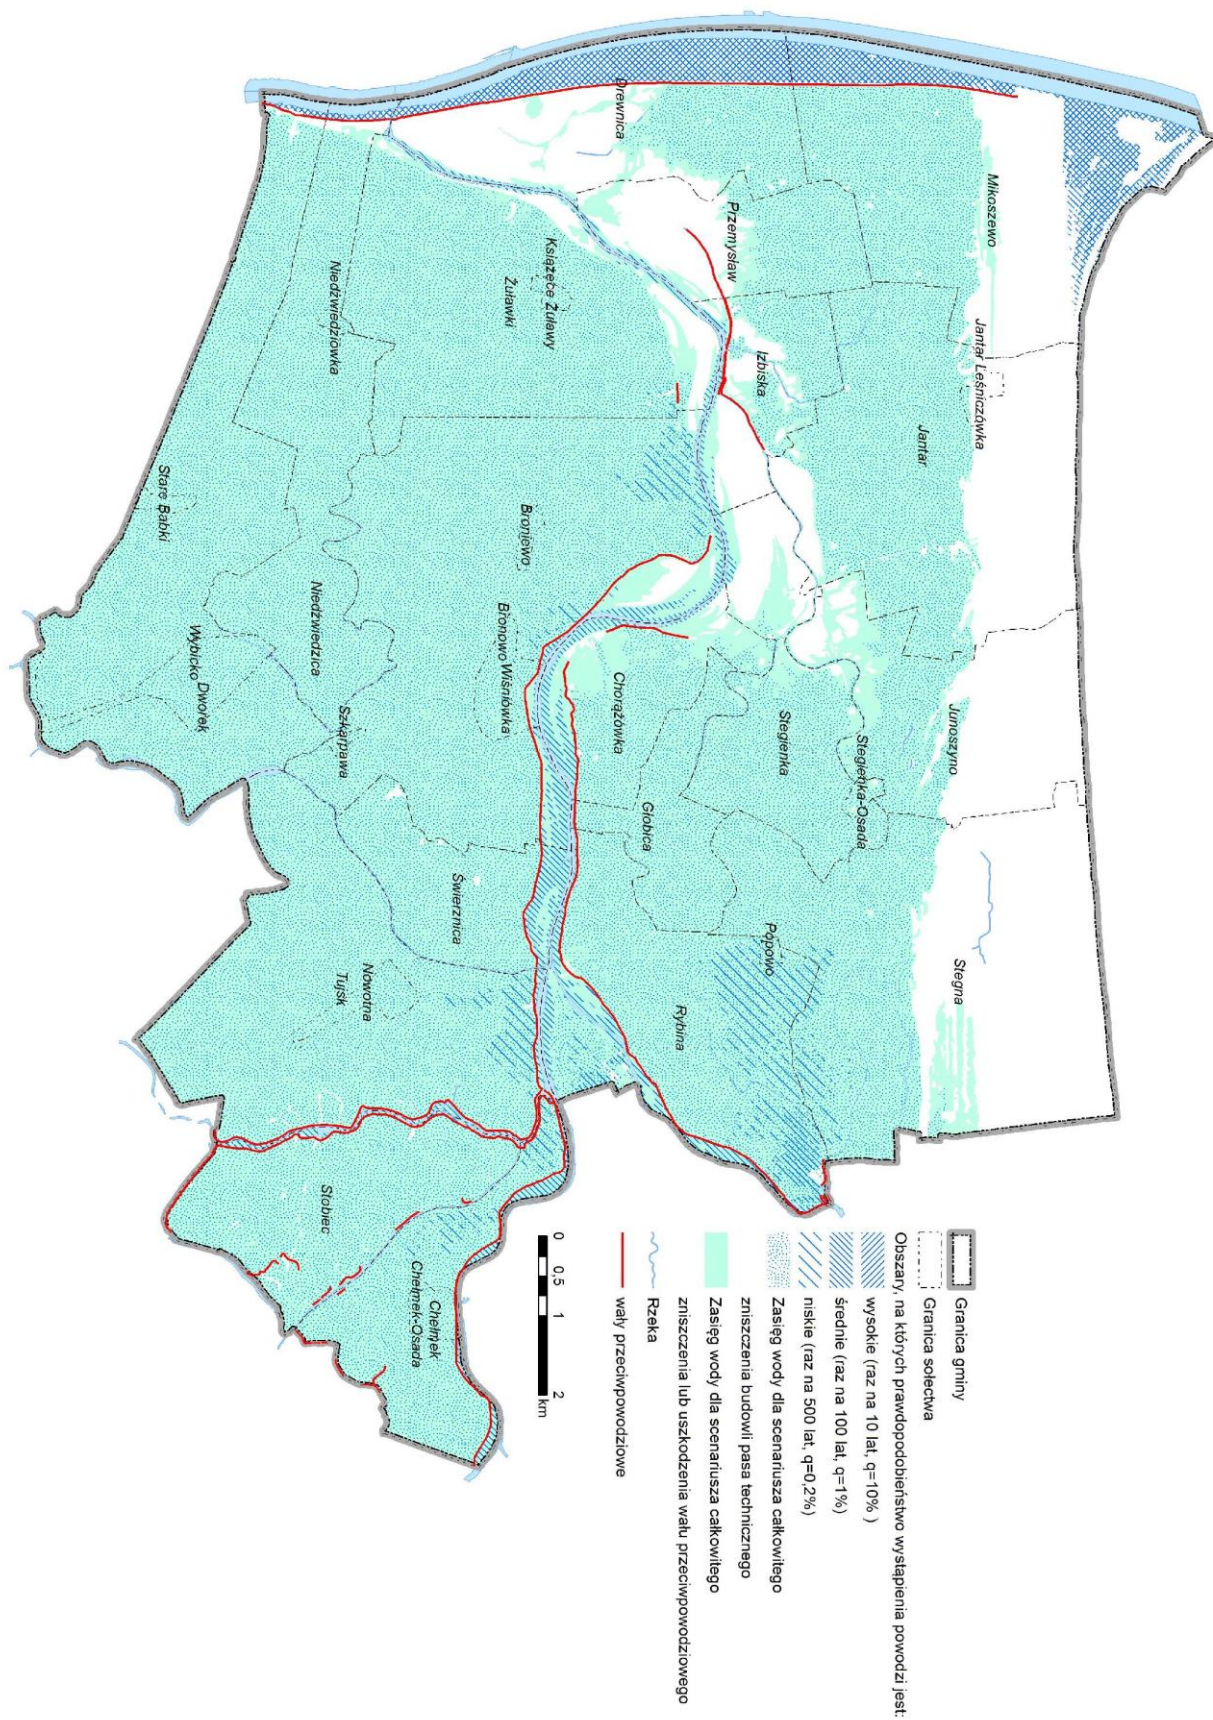 Mikoszewo
Jantar Leśniczówka
Jantar
Junoszyno
Stegna
Drewnica
Przemysław
Izbiska
Stegienka-Osada
Stegienka
Popowo
Chorążówka
Głobica
Rybina
Książęce Żuławy
Żuławki
Broniewo
Bronowo
Wiśniówka
Świerznica
Niedźwiedziówka
Niedźwiedzica
Szkarpawa
Nowotna
Tujsk
Stare Babki
Wybicko
Dworek
Stobiec
Chełmek
Chełmek-Osada
Granica gminy
Granica sołectwa
Obszary, na których prawdopodobieństwo wystąpienia powodzi jest:
wysokie (raz na 10 lat, q=10% )
średnie (raz na 100 lat, q=1%)
niskie (raz na 500 lat, q=0,2%)
Zasięg wody dla scenariusza całkowitego
zniszczenia budowli pasa technicznego
Zasięg wody dla scenariusza całkowitego
zniszczenia lub uszkodzenia wału przeciwpowodziowego
Rzeka
wały przeciwpowodziowe
0 0,5 1 2
km